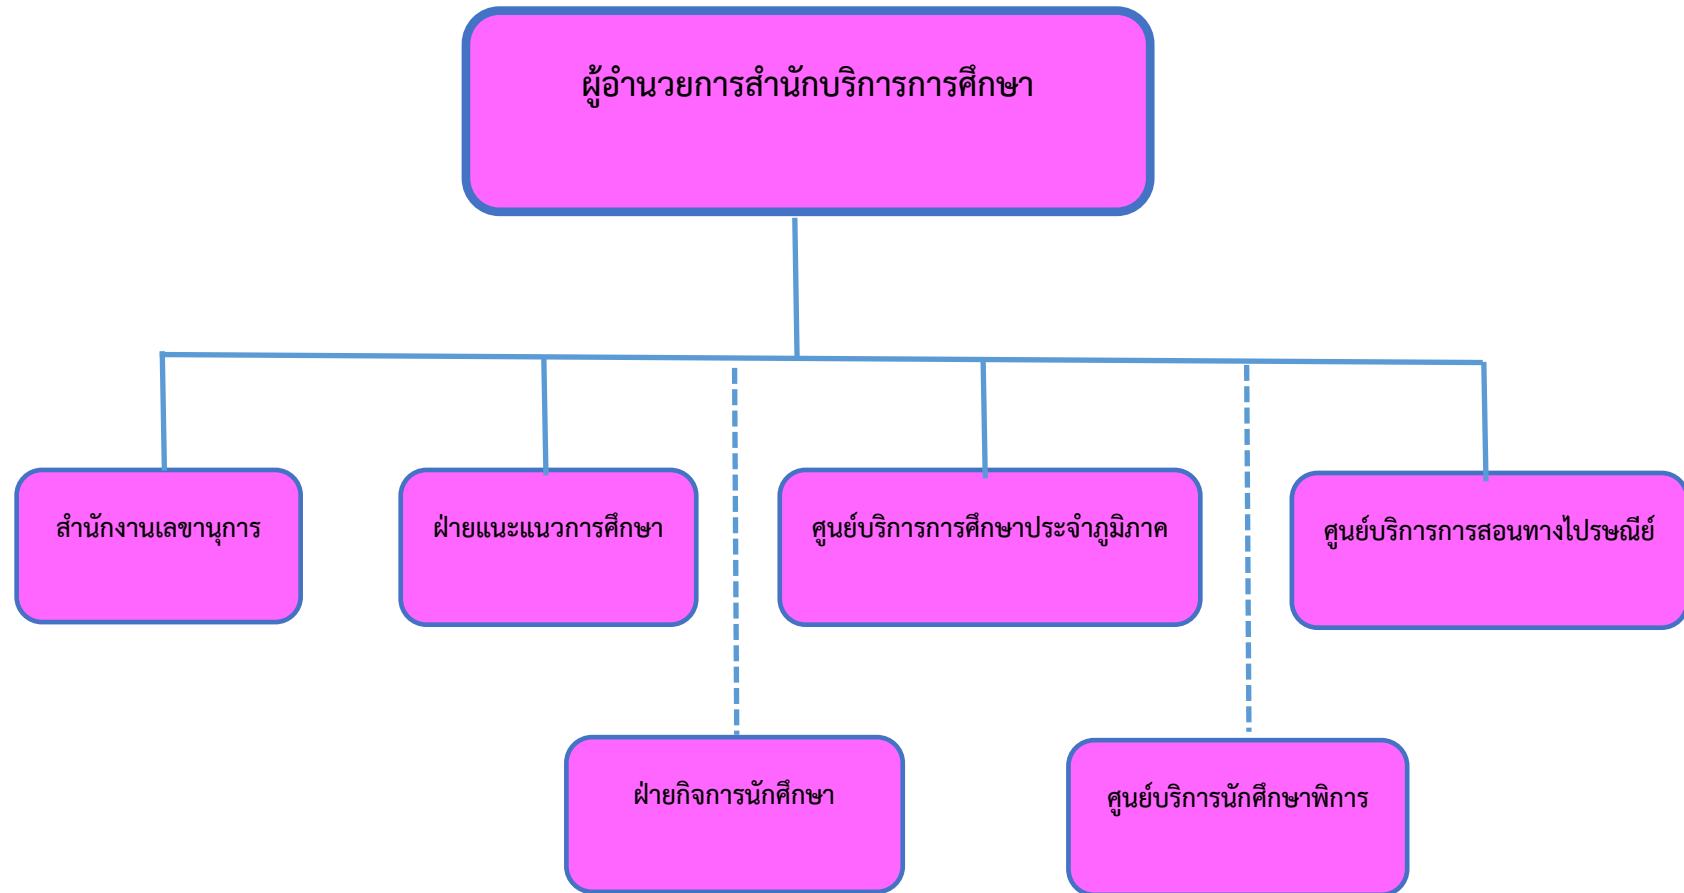 ผู้อำนวยการสำนักบริการการศึกษา
สำนักงานเลขานุการ
ฝ่ายแนะแนวการศึกษา
ศูนย์บริการการศึกษาประจำภูมิภาค
ศูนย์บริการการสอนทางไปรษณีย์
ฝ่ายกิจการนักศึกษา
ศูนย์บริการนักศึกษาพิการ